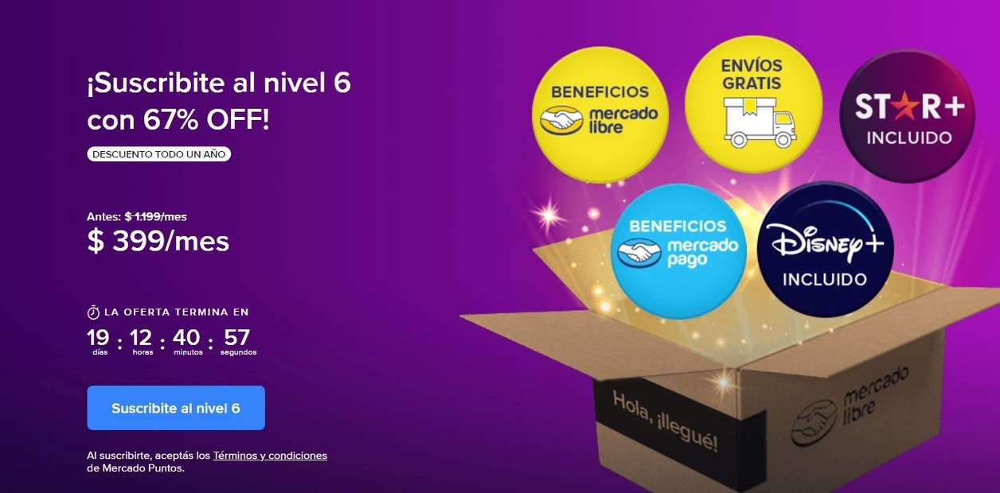 ¡Suscribite al nivel 6
con 67% OFF!
DESCUENTO TODO UN AÑO
Antes: $ 1.199/mes
$ 399/mes
LA OFERTA TERMINA EN
19 : 12 : 40 : 57
días horas minutos segundos
Suscribite al nivel 6
Al suscribirte, aceptás los Términos y condiciones
de Mercado Puntos.
BENEFICIOS
mercado
libre
ENVÍOS
GRATIS
ST★R+
INCLUIDO
BENEFICIOS
mercado
pago
Disney+
INCLUIDO
Hola, ¡llegué!
mercado
libre